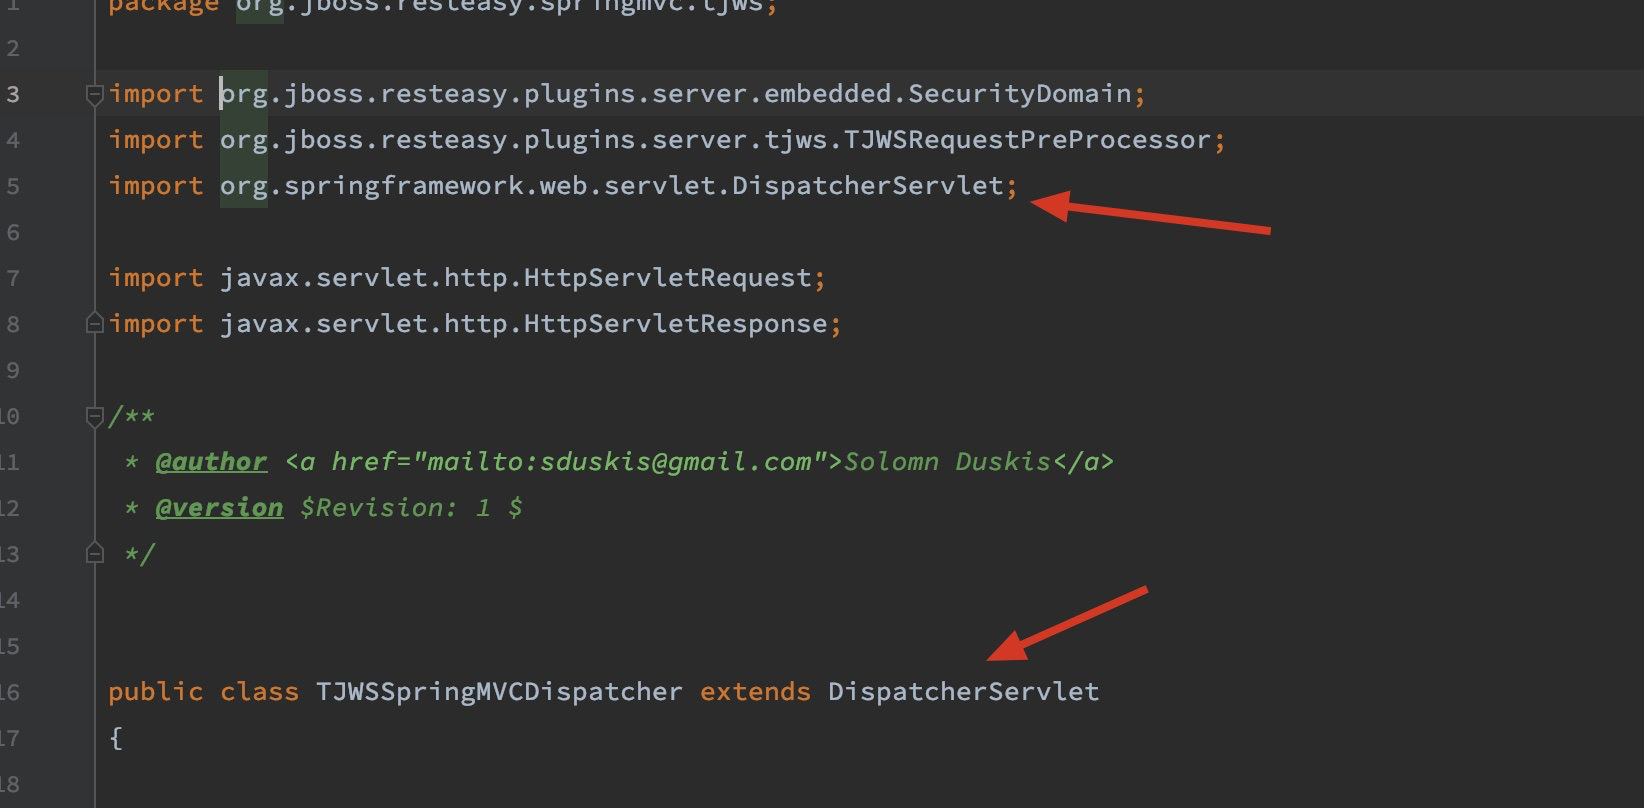 1 package org.jboss.resteasy.springmvc.tjws;
2
3 import org.jboss.resteasy.plugins.server.embedded.SecurityDomain;
4 import org.jboss.resteasy.plugins.server.tjws.TJWSRequestPreProcessor;
5 import org.springframework.web.servlet.DispatcherServlet;
6
7 import javax.servlet.http.HttpServletRequest;
8 import javax.servlet.http.HttpServletResponse;
9
10 /**
11 * @author <a href="mailto:sduskis@gmail.com">Solomn Duskis</a>
12 * @version $Revision: 1 $
13 */
14
15
16 public class TJWSSpringMVCDispatcher extends DispatcherServlet
17 {
18